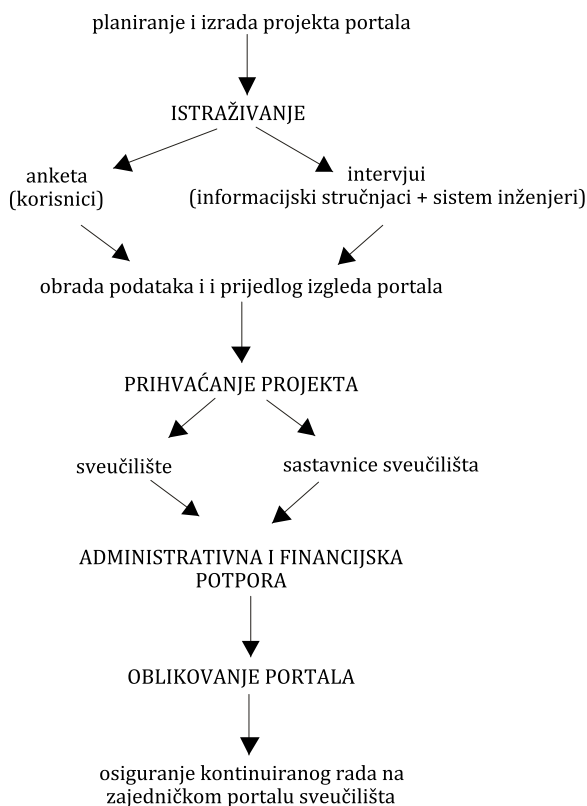 planiranje i izrada projekta portala
ISTRAŽIVANJE
anketa
(korisnici)
intervjui
(informacijski stručnjaci + sistem inženjeri)
obrada podataka i i prijedlog izgleda portala
PRIHVAĆANJE PROJEKTA
sveučilište
sastavnice sveučilišta
ADMINISTRATIVNA I FINANCIJSKA
POTPORA
OBLIKOVANJE PORTALA
osiguranje kontinuiranog rada na
zajedničkom portalu sveučilišta